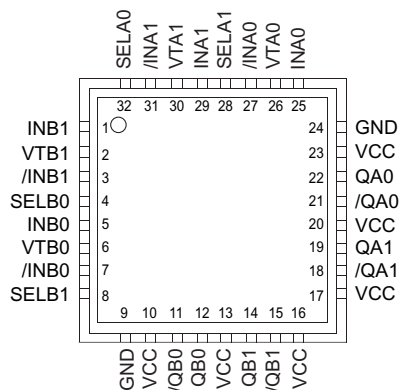 SELA0 /INA1 VTA1 INA1 SELA1 /INA0 VTA0 INA0
32 31 30 29 28 27 26 25
INB1 1 24 GND
VTB1 2 23 VCC
/INB1 3 22 QA0
SELB0 4 21 /QA0
INB0 5 20 VCC
VTB0 6 19 QA1
/INB0 7 18 /QA1
SELB1 8 17 VCC
9 10 11 12 13 14 15 16
GND VCC /QB0 QB0 VCC QB1 /QB1 VCC